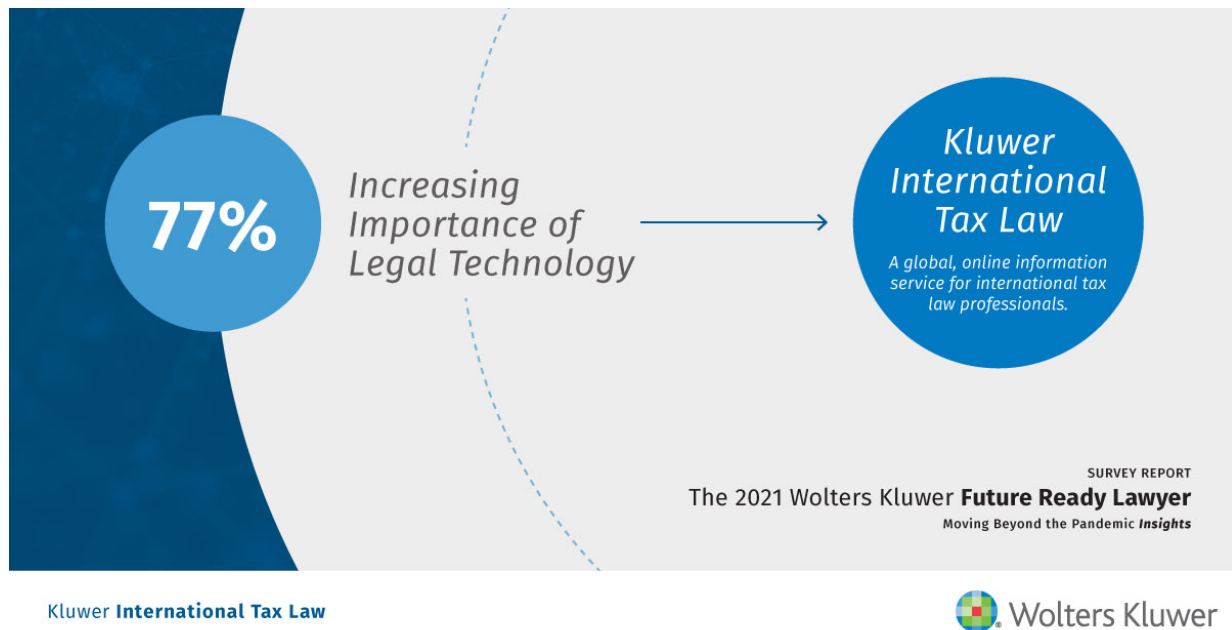 77%
Increasing
Importance of
Legal Technology
Kluwer
International
Tax Law
A global, online information
service for international tax
law professionals.
SURVEY REPORT
The 2021 Wolters Kluwer Future Ready Lawyer
Moving Beyond the Pandemic Insights
Kluwer International Tax Law
Wolters Kluwer